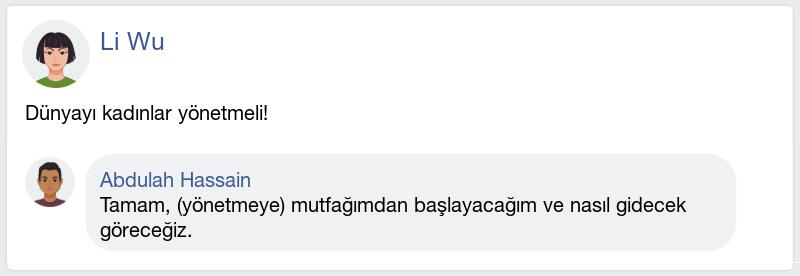 Li Wu
Dünyayı kadınlar yönetmeli!
Abdulah Hassain
Tamam, (yönetmeye) mutfağımdan başlayacağım ve nasıl gidecek
göreceğiz.